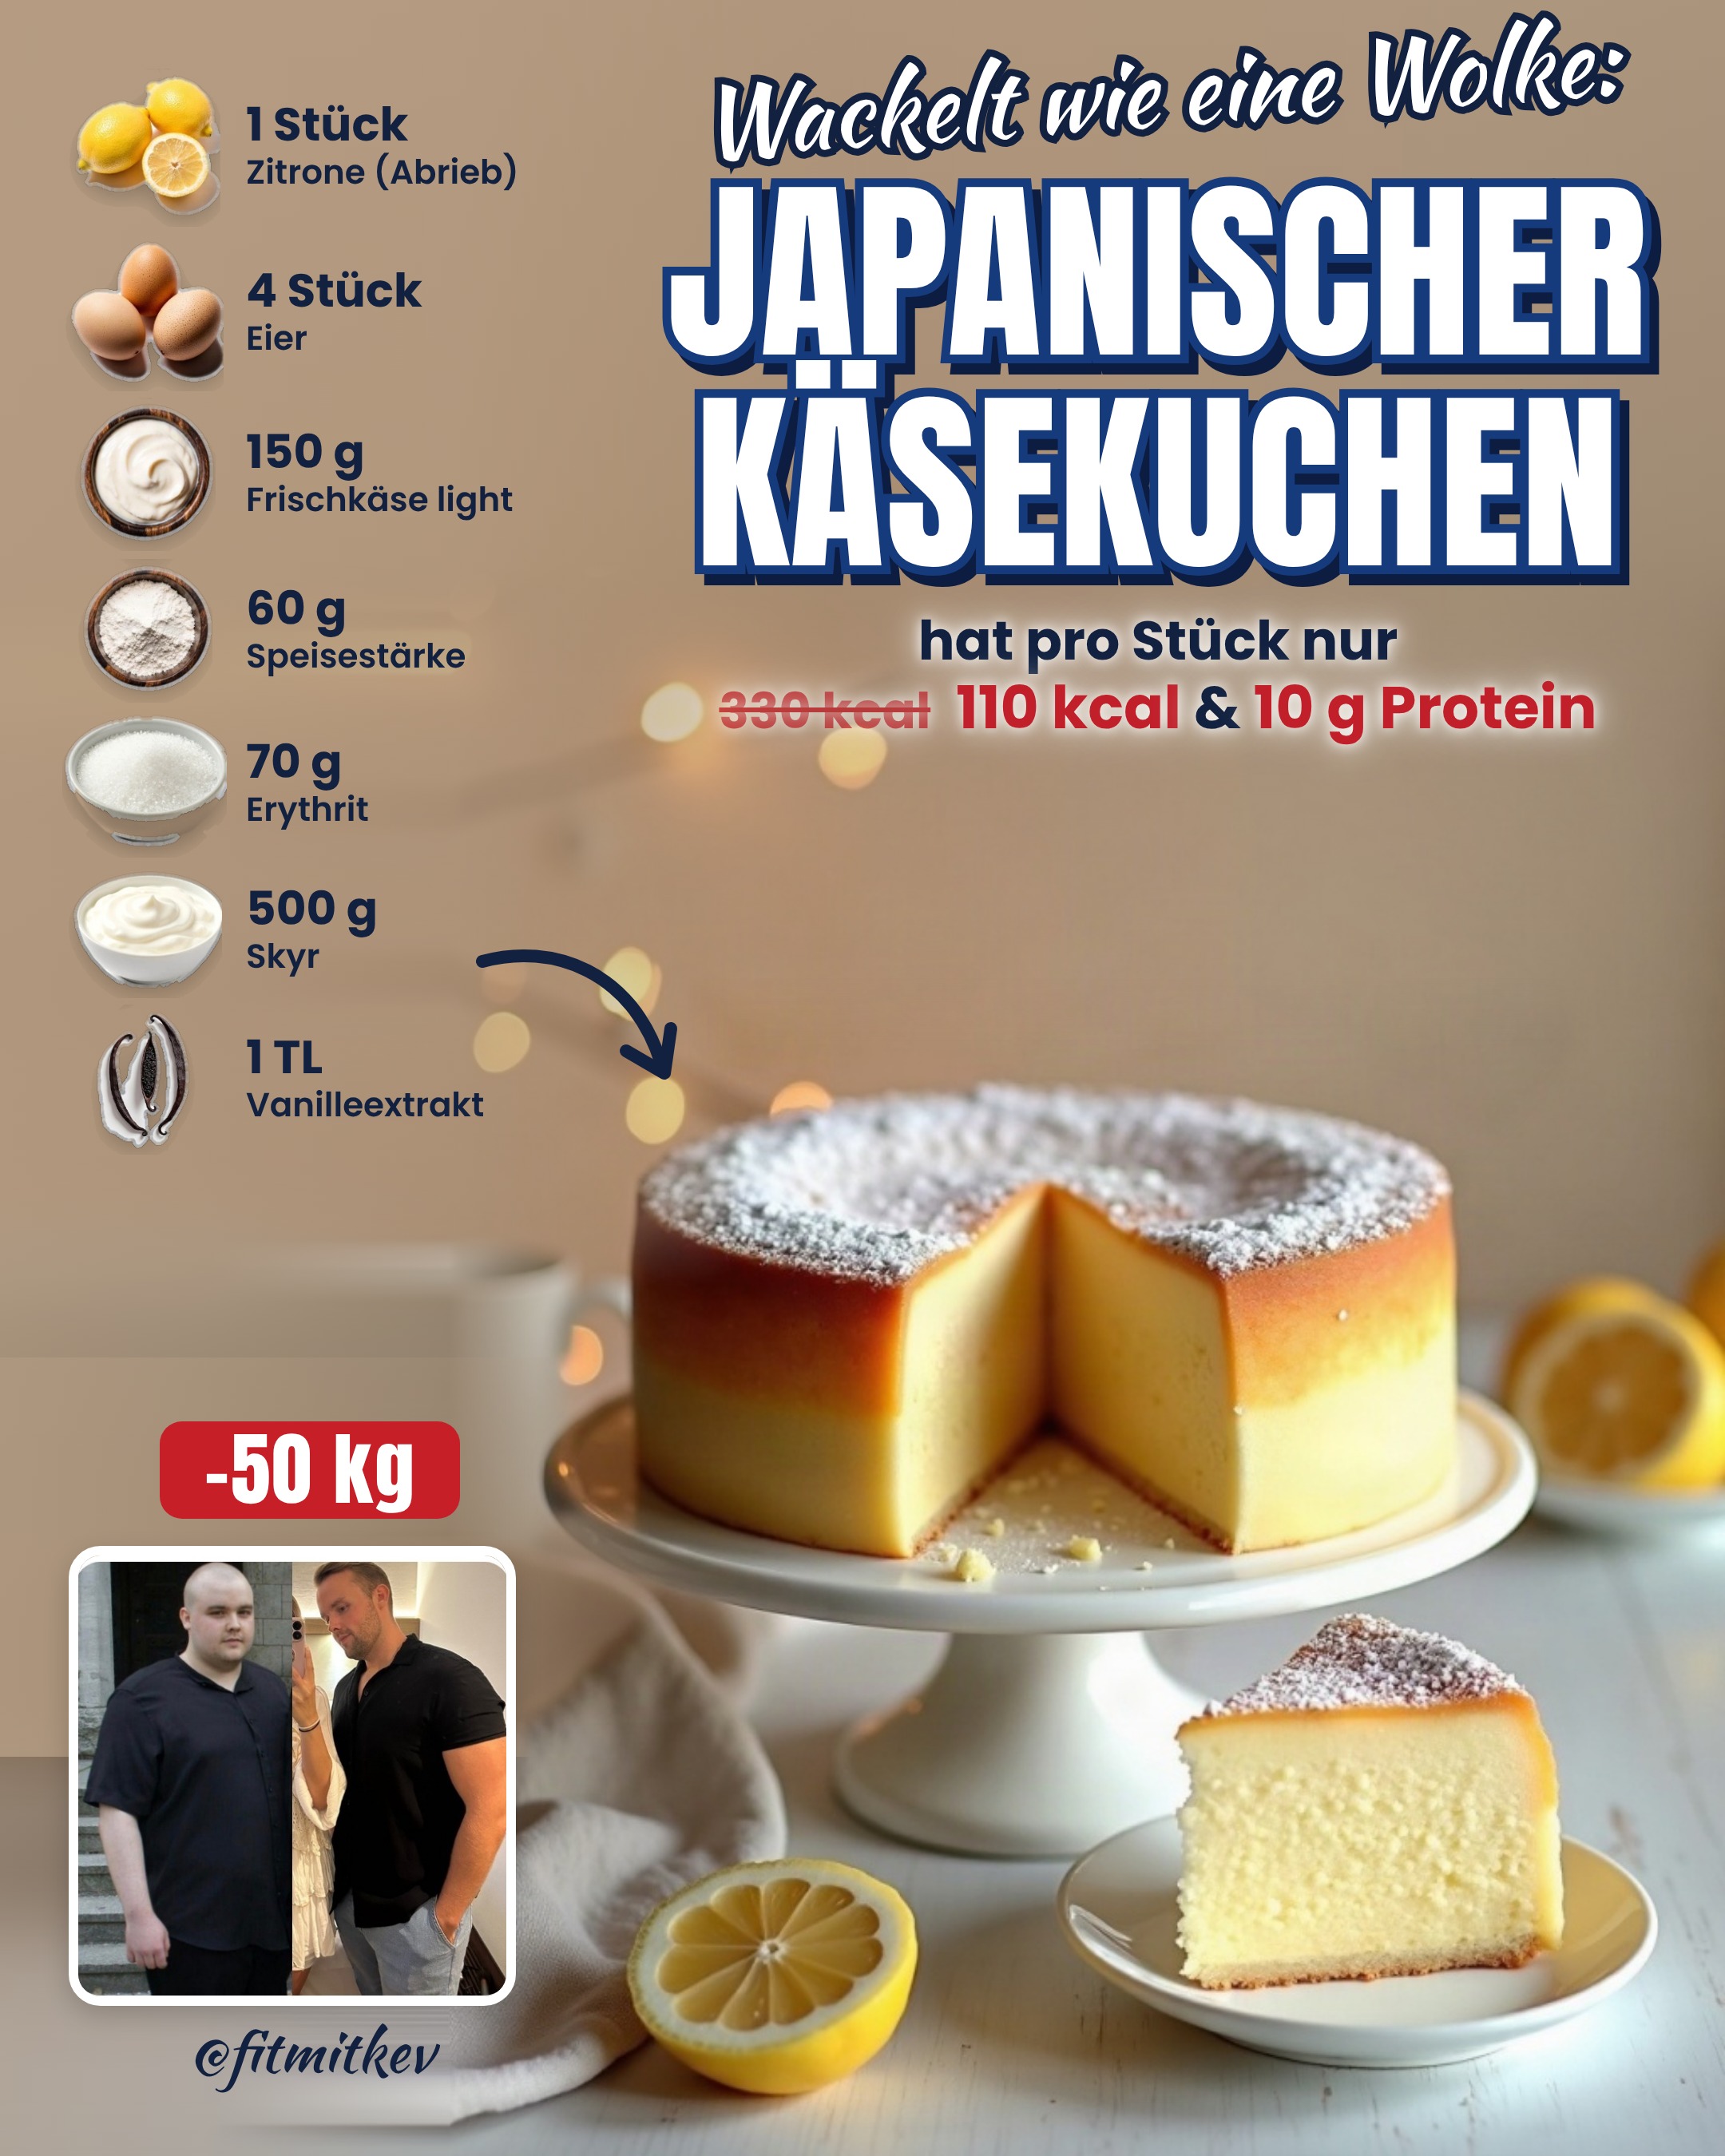 Wackelt wie eine Wolke:
JAPANISCHER
KÄSEKUCHEN
hat pro Stück nur
330 kcal 110 kcal & 10 g Protein
1 Stück
Zitrone (Abrieb)
4 Stück
Eier
150 g
Frischkäse light
60 g
Speisestärke
70 g
Erythrit
500 g
Skyr
1 TL
Vanilleextrakt
-50 kg
@fitmitkev